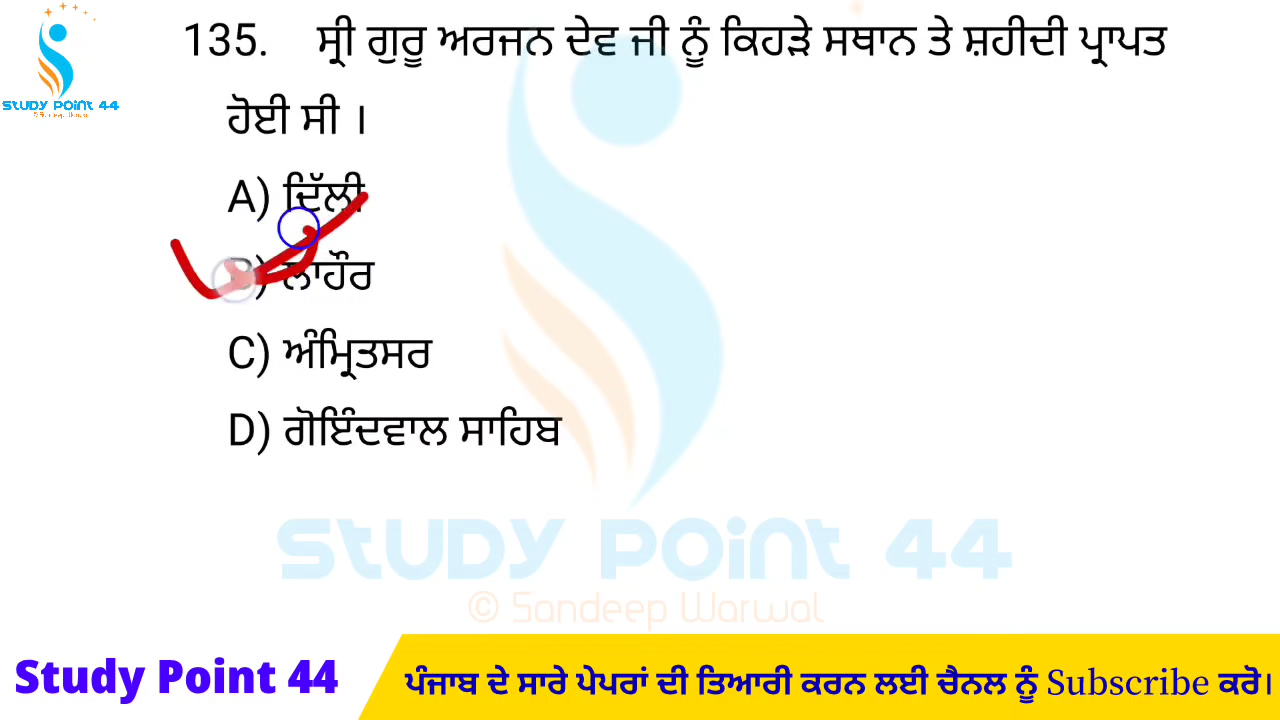 STUDY POINT 44
135. ਸ੍ਰੀ ਗੁਰੂ ਅਰਜਨ ਦੇਵ ਜੀ ਨੂੰ ਕਿਹੜੇ ਸਥਾਨ ਤੇ ਸ਼ਹੀਦੀ ਪ੍ਰਾਪਤ
ਹੋਈ ਸੀ ।
A) ਦਿੱਲੀ
B) ਲਾਹੌਰ
C) ਅੰਮ੍ਰਿਤਸਰ
D) ਗੋਇੰਦਵਾਲ ਸਾਹਿਬ
STUDY POINT 44
© Sandeep Warwal
Study Point 44
ਪੰਜਾਬ ਦੇ ਸਾਰੇ ਪੇਪਰਾਂ ਦੀ ਤਿਆਰੀ ਕਰਨ ਲਈ ਚੈਨਲ ਨੂੰ Subscribe ਕਰੋ।